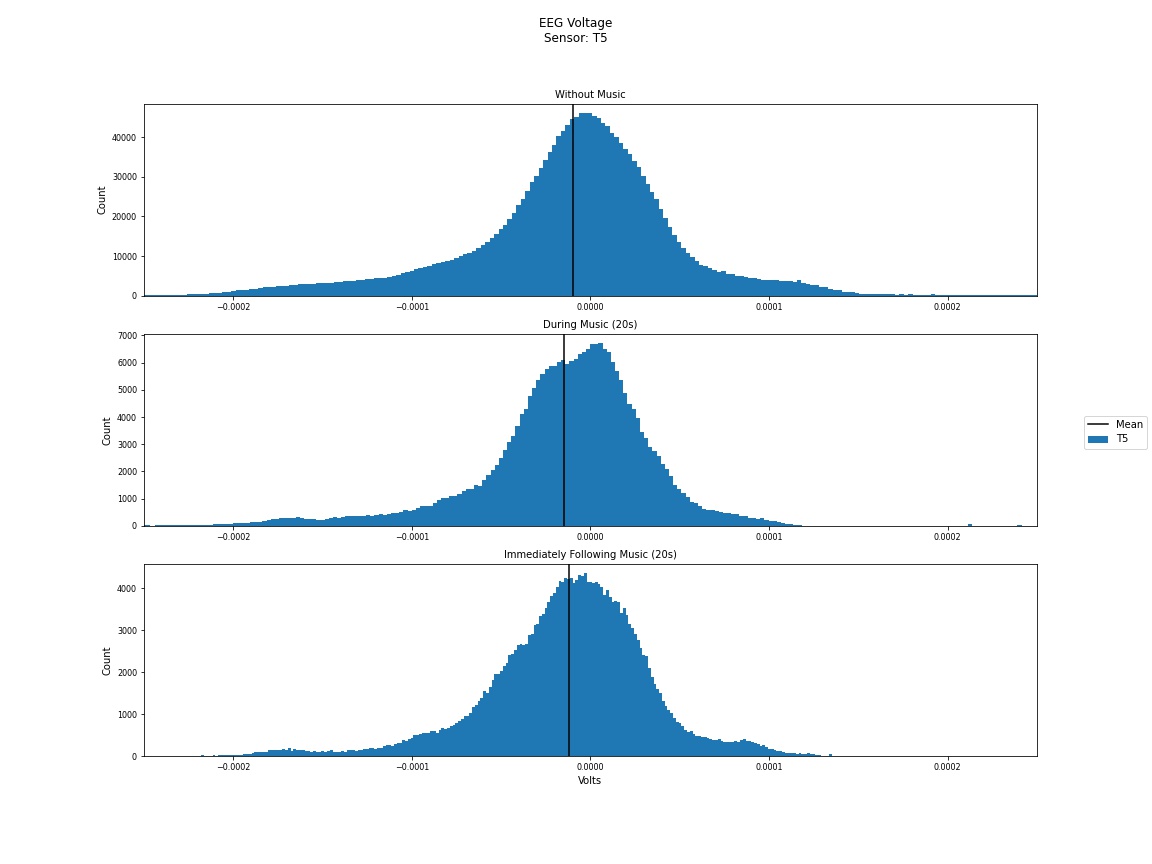 EEG Voltage
Sensor: T5
Without Music
Count
40000
30000
20000
10000
0
−0.0002 −0.0001 0.0000 0.0001 0.0002
During Music (20s)
Count
7000
6000
5000
4000
3000
2000
1000
0
−0.0002 −0.0001 0.0000 0.0001 0.0002
Mean
T5
Immediately Following Music (20s)
Count
4000
3000
2000
1000
0
−0.0002 −0.0001 0.0000 0.0001 0.0002
Volts